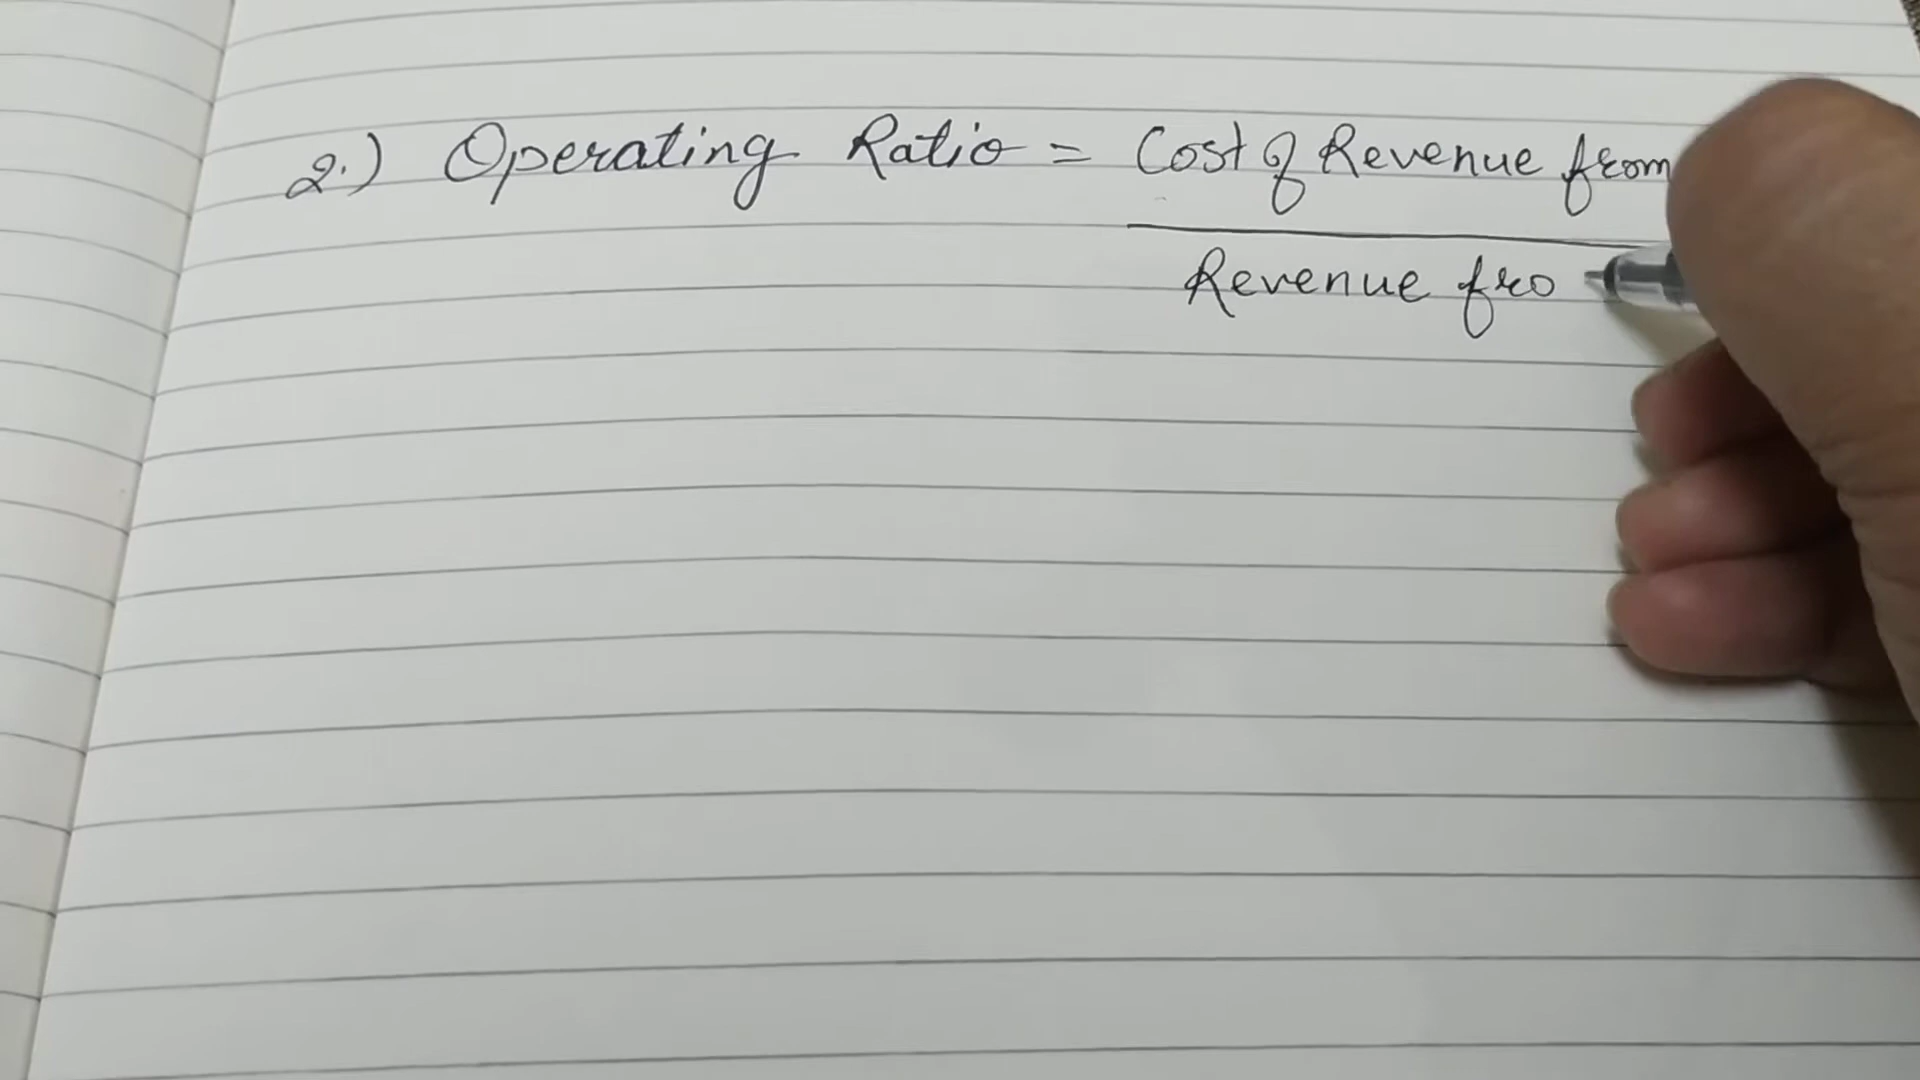 2.) Operating Ratio = Cost of Revenue from
Revenue fro